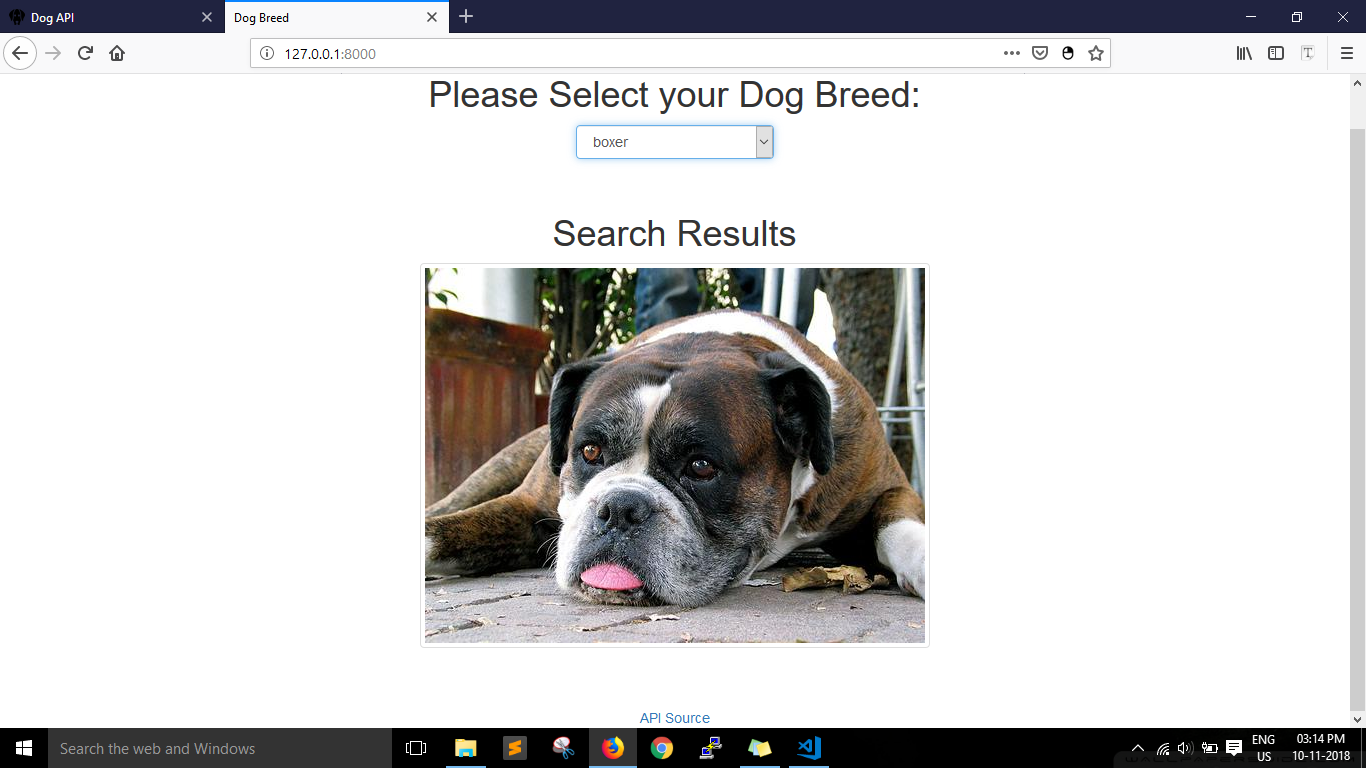 Dog API
Dog Breed
127.0.0.1:8000
Please Select your Dog Breed:
boxer
Search Results
API Source
Search the web and Windows
ENG
US
03:14 PM
10-11-2018